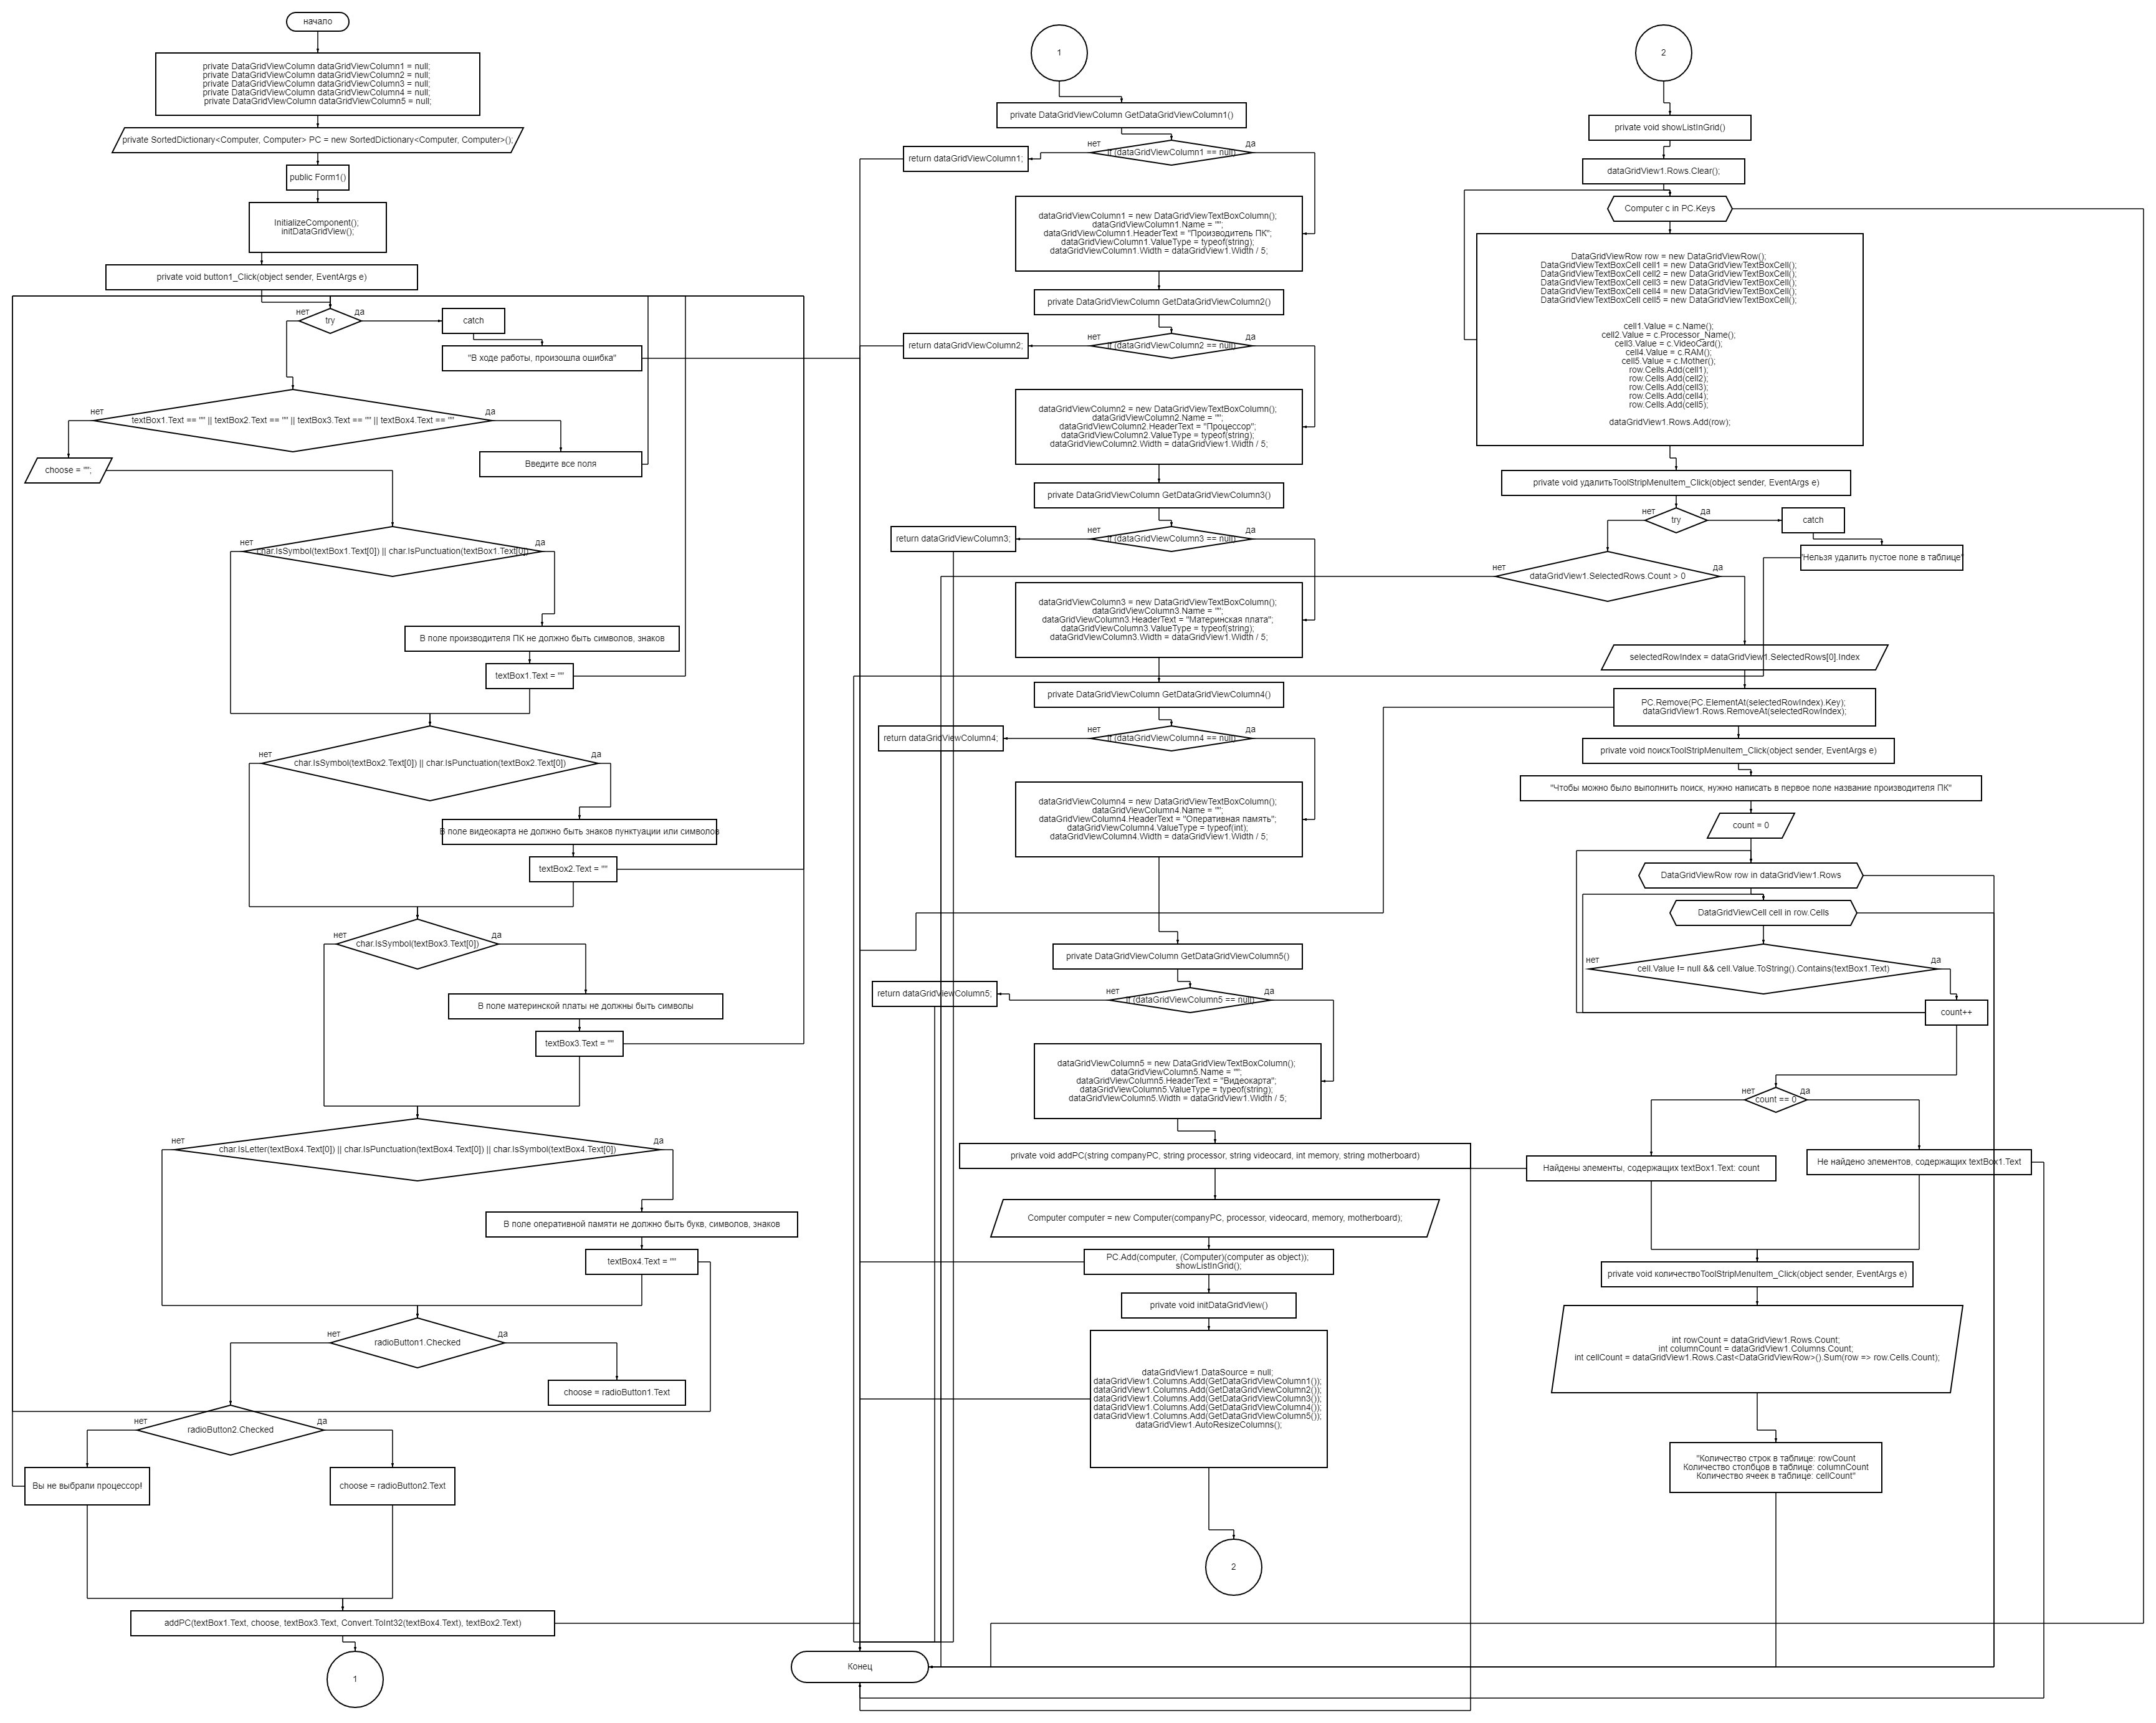 начало
private DataGridViewColumn dataGridViewColumn1 = null;
private DataGridViewColumn dataGridViewColumn2 = null;
private DataGridViewColumn dataGridViewColumn3 = null;
private DataGridViewColumn dataGridViewColumn4 = null;
private DataGridViewColumn dataGridViewColumn5 = null;
private SortedDictionary<Computer, Computer> PC = new SortedDictionary<Computer, Computer>();
public Form1()
InitializeComponent();
initDataGridView();
private void button1_Click(object sender, EventArgs e)
нет
try
да
catch
"В ходе работы, произошла ошибка"
нет
textBox1.Text == "" || textBox2.Text == "" || textBox3.Text == "" || textBox4.Text == ""
да
choose = "";
Введите все поля
нет
char.IsSymbol(textBox1.Text[0]) || char.IsPunctuation(textBox1.Text[0])
да
В поле производителя ПК не должно быть символов, знаков
textBox1.Text = ""
нет
char.IsSymbol(textBox2.Text[0]) || char.IsPunctuation(textBox2.Text[0])
да
В поле видеокарта не должно быть знаков пунктуации или символов
textBox2.Text = ""
нет
char.IsSymbol(textBox3.Text[0])
да
В поле материнской платы не должны быть символы
textBox3.Text = ""
нет
char.IsLetter(textBox4.Text[0]) || char.IsPunctuation(textBox4.Text[0]) || char.IsSymbol(textBox4.Text[0])
да
В поле оперативной памяти не должно быть букв, символов, знаков
textBox4.Text = ""
нет
radioButton1.Checked
да
choose = radioButton1.Text
нет
radioButton2.Checked
да
Вы не выбрали процессор!
choose = radioButton2.Text
addPC(textBox1.Text, choose, textBox3.Text, Convert.ToInt32(textBox4.Text), textBox2.Text)
1
1
private DataGridViewColumn GetDataGridViewColumn1()
нет
if (dataGridViewColumn1 == null)
да
return dataGridViewColumn1;
dataGridViewColumn1 = new DataGridViewTextBoxColumn();
dataGridViewColumn1.Name = "";
dataGridViewColumn1.HeaderText = "Производитель ПК";
dataGridViewColumn1.ValueType = typeof(string);
dataGridViewColumn1.Width = dataGridView1.Width / 5;
private DataGridViewColumn GetDataGridViewColumn2()
нет
if (dataGridViewColumn2 == null)
да
return dataGridViewColumn2;
dataGridViewColumn2 = new DataGridViewTextBoxColumn();
dataGridViewColumn2.Name = "";
dataGridViewColumn2.HeaderText = "Процессор";
dataGridViewColumn2.ValueType = typeof(string);
dataGridViewColumn2.Width = dataGridView1.Width / 5;
private DataGridViewColumn GetDataGridViewColumn3()
нет
if (dataGridViewColumn3 == null)
да
return dataGridViewColumn3;
dataGridViewColumn3 = new DataGridViewTextBoxColumn();
dataGridViewColumn3.Name = "";
dataGridViewColumn3.HeaderText = "Материнская плата";
dataGridViewColumn3.ValueType = typeof(string);
dataGridViewColumn3.Width = dataGridView1.Width / 5;
private DataGridViewColumn GetDataGridViewColumn4()
нет
if (dataGridViewColumn4 == null)
да
return dataGridViewColumn4;
dataGridViewColumn4 = new DataGridViewTextBoxColumn();
dataGridViewColumn4.Name = "";
dataGridViewColumn4.HeaderText = "Оперативная память";
dataGridViewColumn4.ValueType = typeof(int);
dataGridViewColumn4.Width = dataGridView1.Width / 5;
private DataGridViewColumn GetDataGridViewColumn5()
нет
if (dataGridViewColumn5 == null)
да
return dataGridViewColumn5;
dataGridViewColumn5 = new DataGridViewTextBoxColumn();
dataGridViewColumn5.Name = "";
dataGridViewColumn5.HeaderText = "Видеокарта";
dataGridViewColumn5.ValueType = typeof(string);
dataGridViewColumn5.Width = dataGridView1.Width / 5;
private void addPC(string companyPC, string processor, string videocard, int memory, string motherboard)
Computer computer = new Computer(companyPC, processor, videocard, memory, motherboard);
PC.Add(computer, (Computer)(computer as object));
showListInGrid();
private void initDataGridView()
dataGridView1.DataSource = null;
dataGridView1.Columns.Add(GetDataGridViewColumn1());
dataGridView1.Columns.Add(GetDataGridViewColumn2());
dataGridView1.Columns.Add(GetDataGridViewColumn3());
dataGridView1.Columns.Add(GetDataGridViewColumn4());
dataGridView1.Columns.Add(GetDataGridViewColumn5());
dataGridView1.AutoResizeColumns();
2
Конец
2
private void showListInGrid()
dataGridView1.Rows.Clear();
Computer c in PC.Keys
DataGridViewRow row = new DataGridViewRow();
DataGridViewTextBoxCell cell1 = new DataGridViewTextBoxCell();
DataGridViewTextBoxCell cell2 = new DataGridViewTextBoxCell();
DataGridViewTextBoxCell cell3 = new DataGridViewTextBoxCell();
DataGridViewTextBoxCell cell4 = new DataGridViewTextBoxCell();
DataGridViewTextBoxCell cell5 = new DataGridViewTextBoxCell();
cell1.Value = c.Name();
cell2.Value = c.Processor_Name();
cell3.Value = c.VideoCard();
cell4.Value = c.RAM();
cell5.Value = c.Mother();
row.Cells.Add(cell1);
row.Cells.Add(cell2);
row.Cells.Add(cell3);
row.Cells.Add(cell4);
row.Cells.Add(cell5);
dataGridView1.Rows.Add(row);
private void удалитьToolStripMenuItem_Click(object sender, EventArgs e)
нет
try
да
catch
"Нельзя удалить пустое поле в таблице"
нет
dataGridView1.SelectedRows.Count > 0
да
selectedRowIndex = dataGridView1.SelectedRows[0].Index
PC.Remove(PC.ElementAt(selectedRowIndex).Key);
dataGridView1.Rows.RemoveAt(selectedRowIndex);
private void поискToolStripMenuItem_Click(object sender, EventArgs e)
"Чтобы можно было выполнить поиск, нужно написать в первое поле название производителя ПК"
count = 0
DataGridViewRow row in dataGridView1.Rows
DataGridViewCell cell in row.Cells
нет
cell.Value != null && cell.Value.ToString().Contains(textBox1.Text)
да
count++
нет
count == 0
да
Найдены элементы, содержащих textBox1.Text: count
Не найдено элементов, содержащих textBox1.Text
private void количествоToolStripMenuItem_Click(object sender, EventArgs e)
int rowCount = dataGridView1.Rows.Count;
int columnCount = dataGridView1.Columns.Count;
int cellCount = dataGridView1.Rows.Cast<DataGridViewRow>().Sum(row => row.Cells.Count);
"Количество строк в таблице: rowCount
Количество столбцов в таблице: columnCount
Количество ячеек в таблице: cellCount"